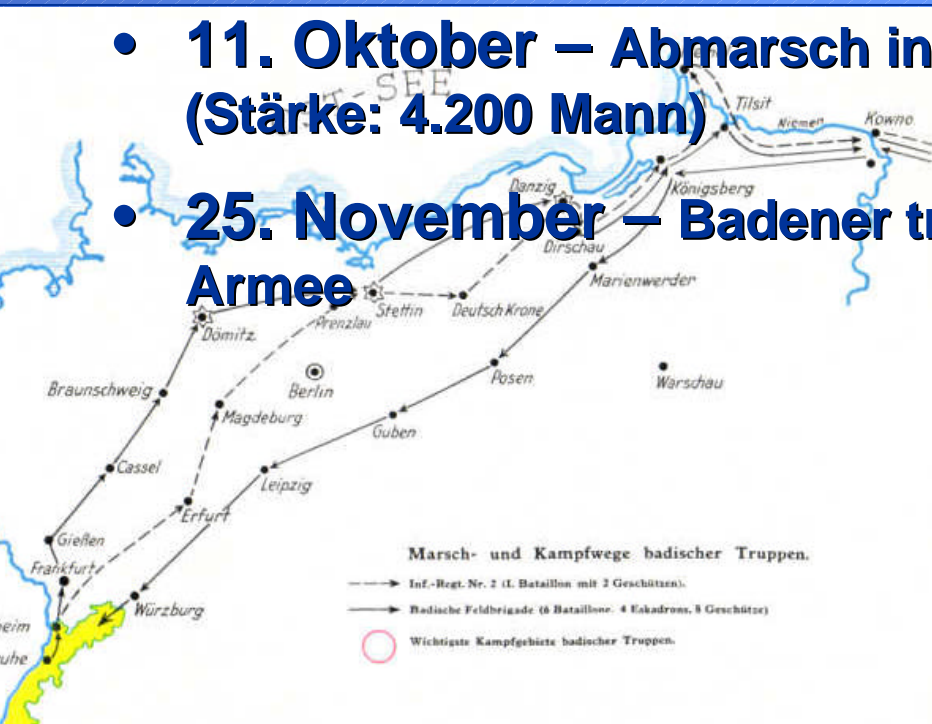 • 11. Oktober – Abmarsch in
(Stärke: 4.200 Mann)
• 25. November – Badener
Armee
T-SEE
Tilsit
Niemen
Kowno
Danzig
Königsberg
Dirschau
Marienwerder
Stettin
Deutsch Krone
Prenzlau
Dömitz
Braunschweig
Berlin
Posen
Warschau
Magdeburg
Guben
Cassel
Leipzig
Erfurt
Gießen
Frankfurt
Würzburg
eim
uhe
Marsch- und Kampfwege badischer Truppen.
Inf.-Regt. Nr. 2 (I. Bataillon mit 2 Geschützen).
Badische Feldbrigade (6 Bataillone. 4 Eskadrons, 8 Geschütze)
Wichtigste Kampfgebiete badischer Truppen.